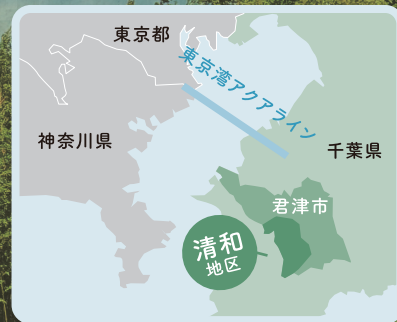 東京都
東京湾アクアライン
神奈川県
千葉県
君津市
清和
地区